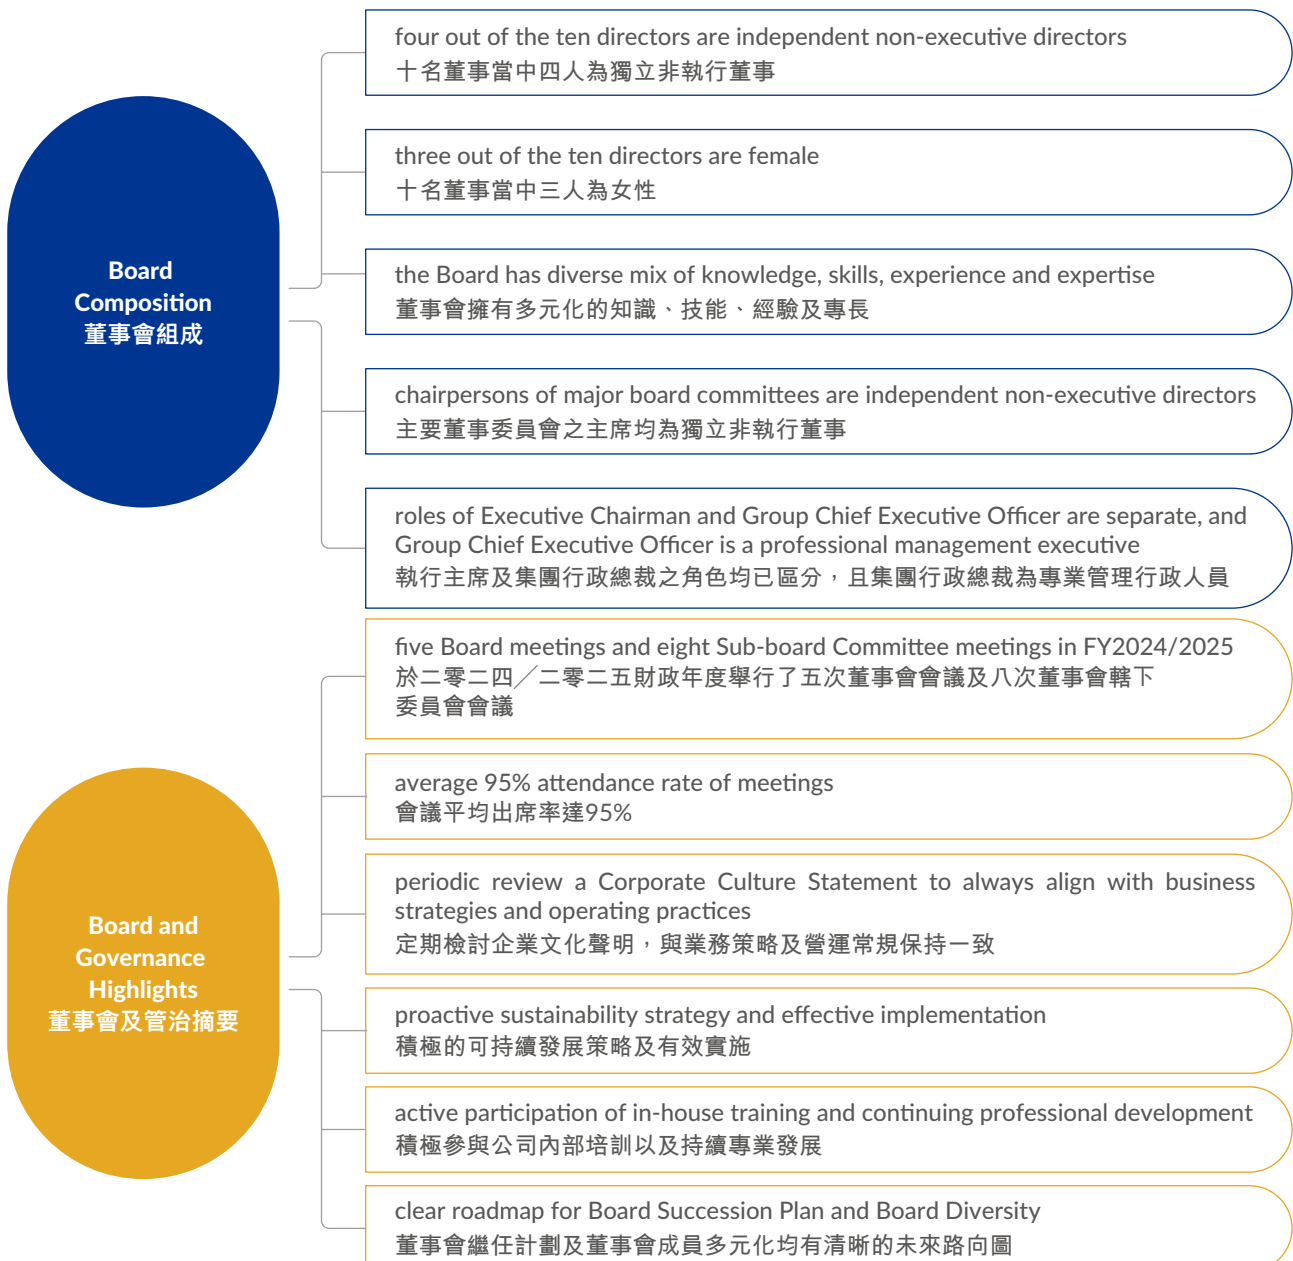 Board
Composition
董事會組成
four out of the ten directors are independent non-executive directors
十名董事當中四人為獨立非執行董事
three out of the ten directors are female
十名董事當中三人為女性
the Board has diverse mix of knowledge, skills, experience and expertise
董事會擁有多元化的知識、技能、經驗及專長
chairpersons of major board committees are independent non-executive directors
主要董事委員會之主席均為獨立非執行董事
roles of Executive Chairman and Group Chief Executive Officer are separate, and
Group Chief Executive Officer is a professional management executive
執行主席及集團行政總裁之角色均已區分，且集團行政總裁為專業管理行政人員
Board and
Governance
Highlights
董事會及管治摘要
five Board meetings and eight Sub-board Committee meetings in FY2024/2025
於二零二四╱二零二五財政年度舉行了五次董事會會議及八次董事會轄下
委員會會議
average 95% attendance rate of meetings
會議平均出席率達95%
periodic review a Corporate Culture Statement to always align with business
strategies and operating practices
定期檢討企業文化聲明，與業務策略及營運常規保持一致
proactive sustainability strategy and effective implementation
積極的可持續發展策略及有效實施
active participation of in-house training and continuing professional development
積極參與公司內部培訓以及持續專業發展
clear roadmap for Board Succession Plan and Board Diversity
董事會繼任計劃及董事會成員多元化均有清晰的未來路向圖